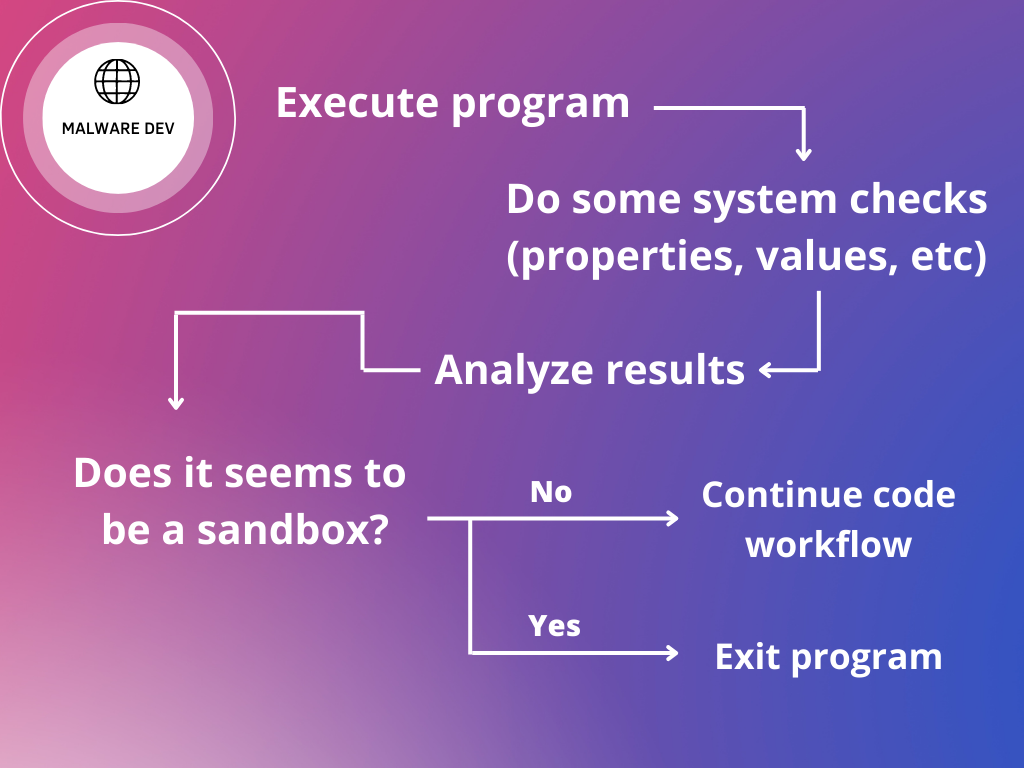 MALWARE DEV
Execute program
Do some system checks
(properties, values, etc)
Analyze results
Does it seems to
be a sandbox?
No
Continue code
workflow
Yes
Exit program